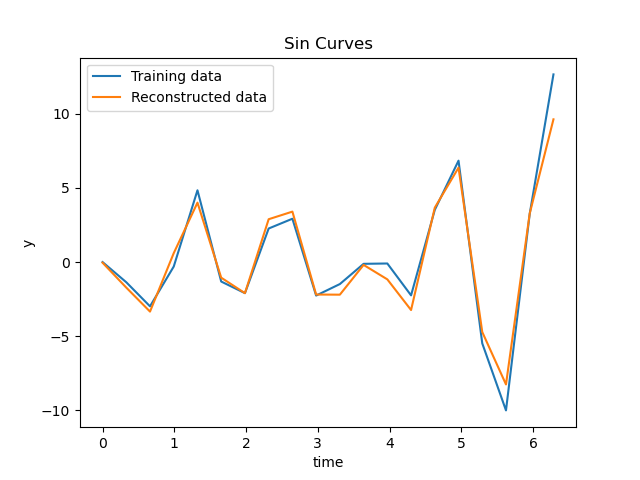 Sin Curves
Training data
Reconstructed data
10
5
0
−5
−10
y
0 1 2 3 4 5 6
time